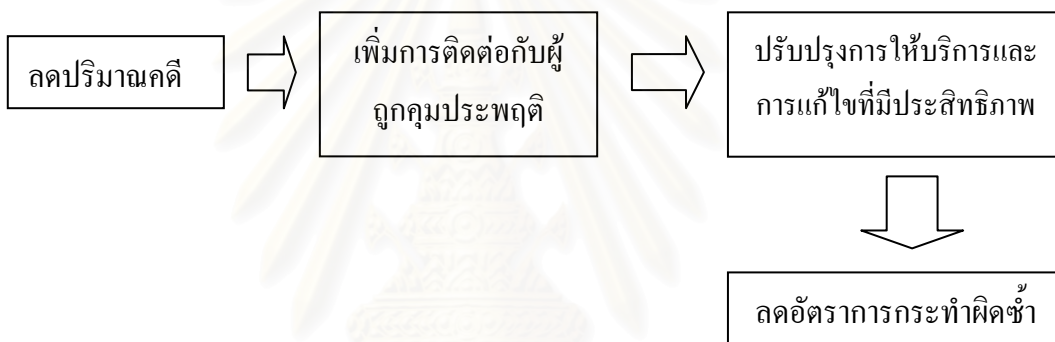 ลดปริมาณคดี
เพิ่มการติดต่อกับผู้
ถูกคุมประพฤติ
ปรับปรุงการให้บริการและ
การแก้ไขที่มีประสิทธิภาพ
ลดอัตราการกระทำผิดซ้ำ